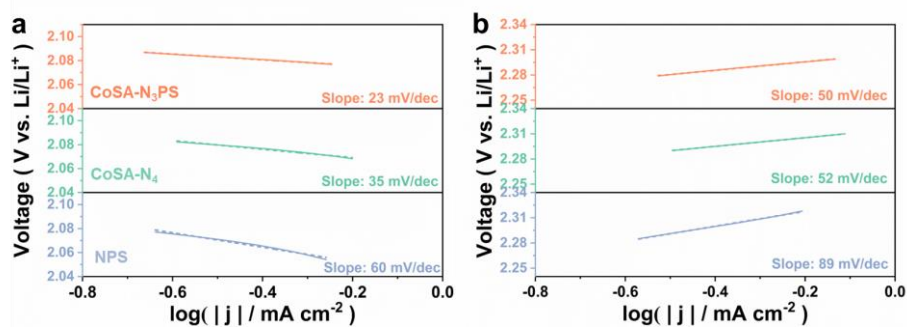 a
Voltage ( V vs. Li/Li⁺ )
2.10
2.08
2.06
2.04
CoSA-N₃PS
Slope: 23 mV/dec
2.10
2.08
2.06
2.04
CoSA-N₄
Slope: 35 mV/dec
2.10
2.08
2.06
2.04
NPS
Slope: 60 mV/dec
-0.8 -0.6 -0.4 -0.2 0.0
log( | j | / mA cm⁻² )
b
Voltage ( V vs. Li/Li⁺ )
2.34
2.31
2.28
2.25
Slope: 50 mV/dec
2.34
2.31
2.28
2.25
Slope: 52 mV/dec
2.34
2.31
2.28
2.25
Slope: 89 mV/dec
-0.8 -0.6 -0.4 -0.2 0.0
log( | j | / mA cm⁻² )